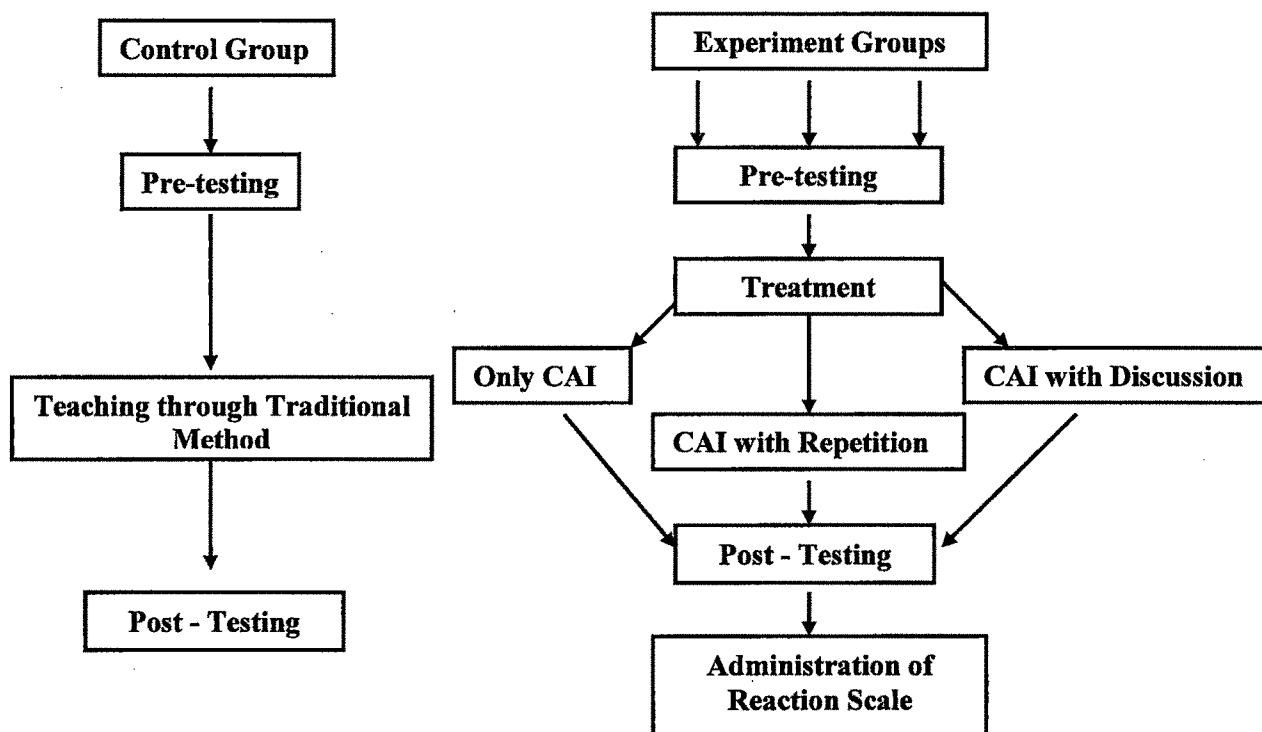 Control Group
Pre-testing
Teaching through Traditional
Method
Post - Testing
Experiment Groups
Pre-testing
Treatment
Only CAI
CAI with Repetition
CAI with Discussion
Post - Testing
Administration of
Reaction Scale